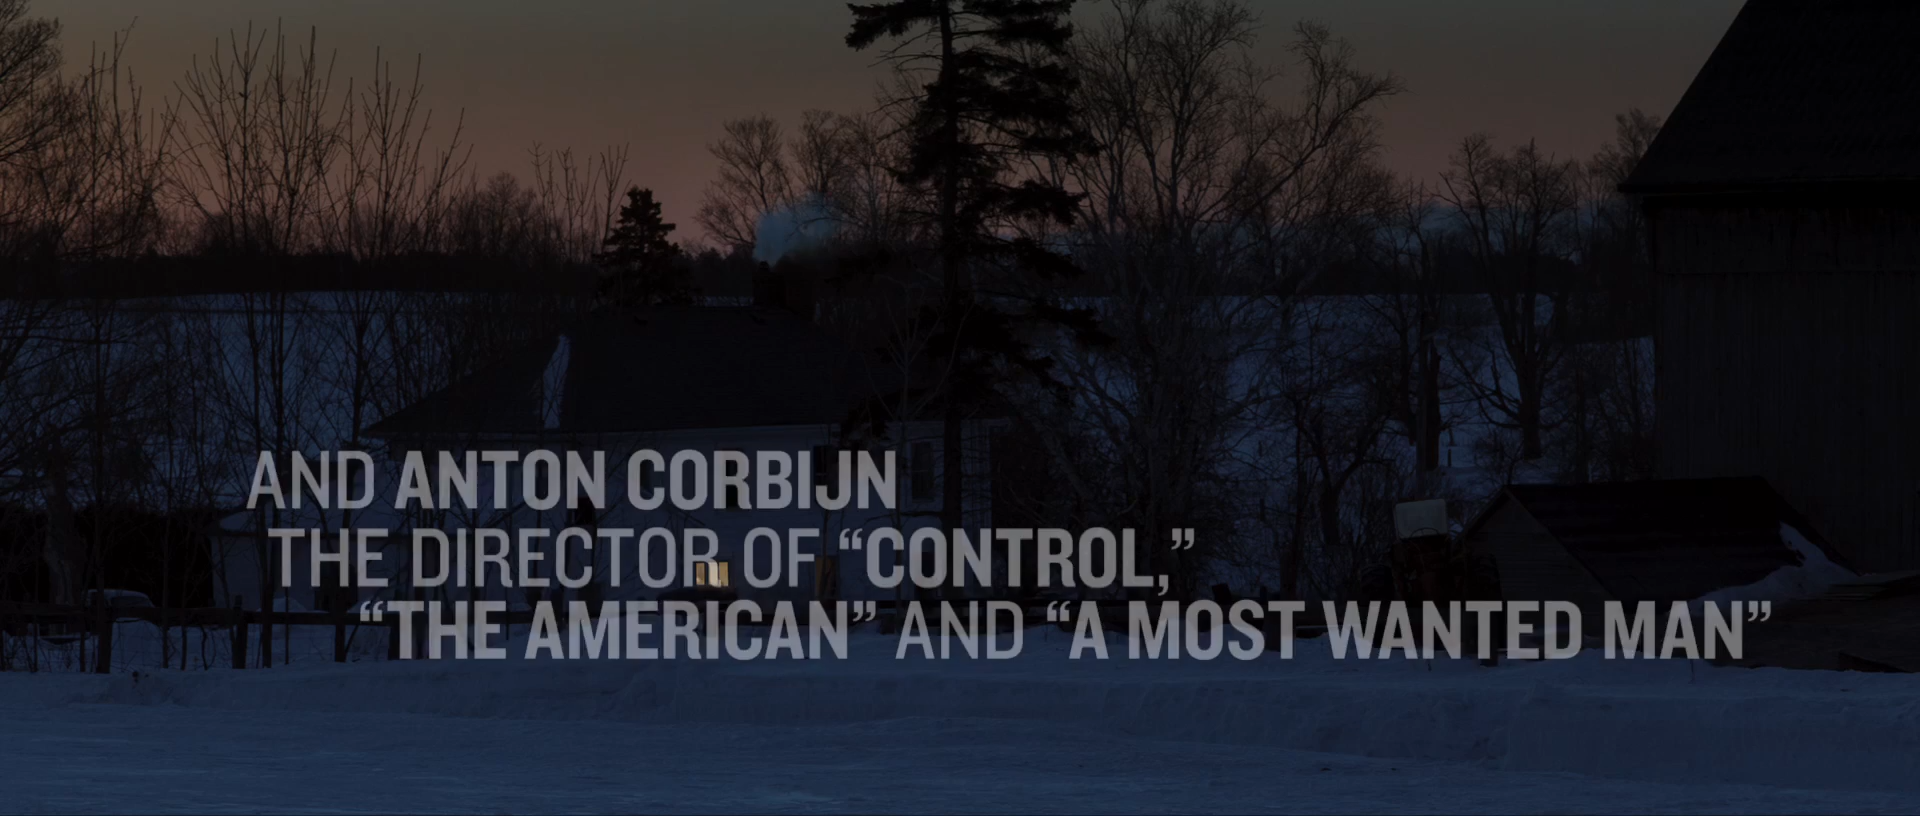 AND ANTON CORBIJN
THE DIRECTOR OF “CONTROL,”
“THE AMERICAN” AND “A MOST WANTED MAN”